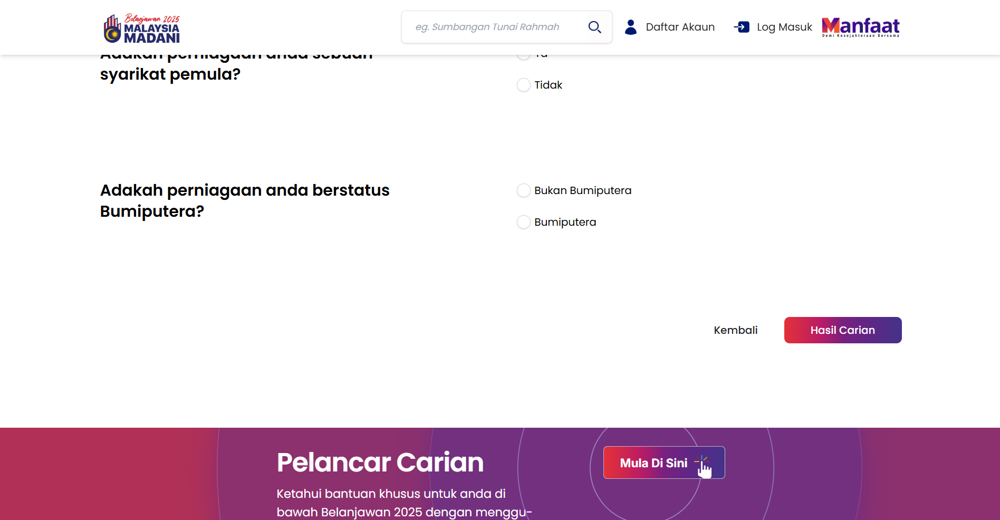 Belanjawan 2025
MALAYSIA
MADANI
eg. Sumbangan Tunai Rahmah
Daftar Akaun
Log Masuk
Manfaat
Demi Kesejahteraan Bersama
Adakah perniagaan anda sebuah
syarikat pemula?
Ya
Tidak
Adakah perniagaan anda berstatus
Bumiputera?
Bukan Bumiputera
Bumiputera
Kembali
Hasil Carian
Pelancar Carian
Mula Di Sini
Ketahui bantuan khusus untuk anda di
bawah Belanjawan 2025 dengan menggu-